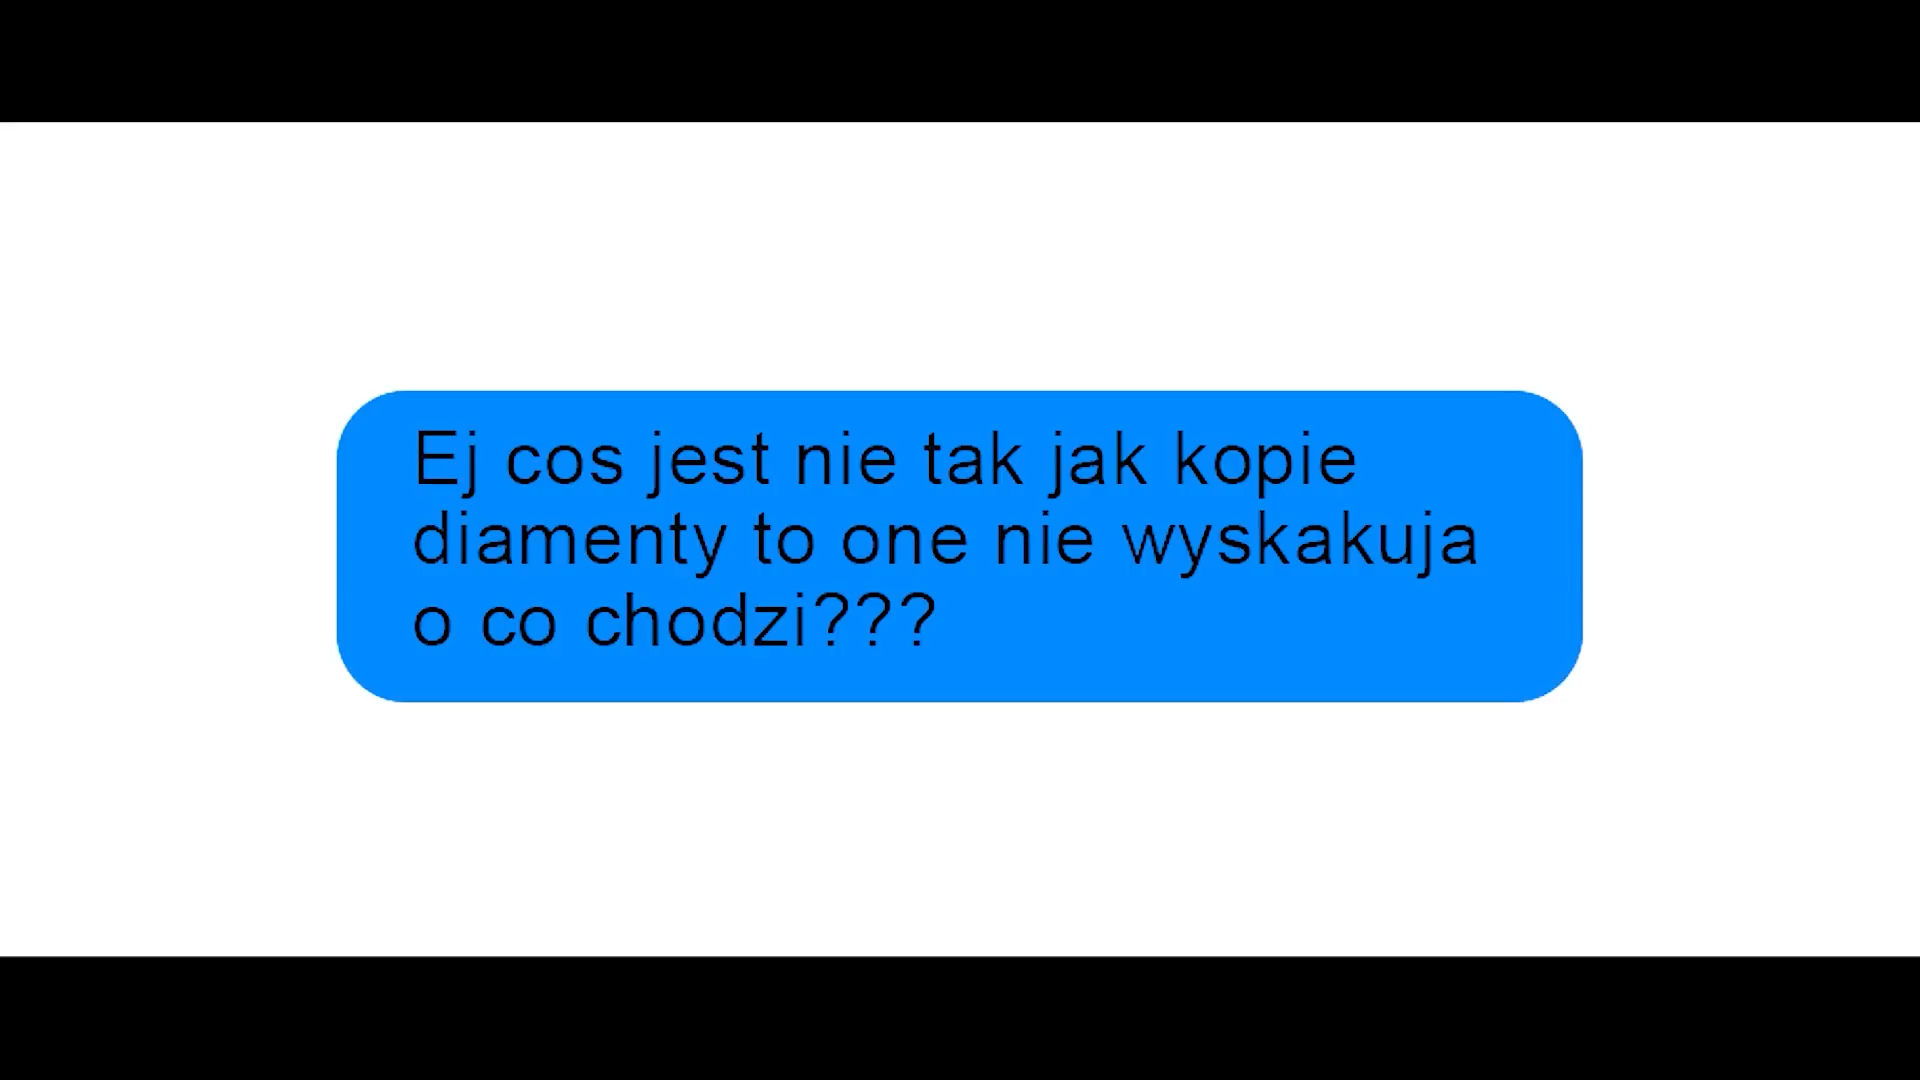 Ej cos jest nie tak jak kopie
diamenty to one nie wyskakuja
o co chodzi???